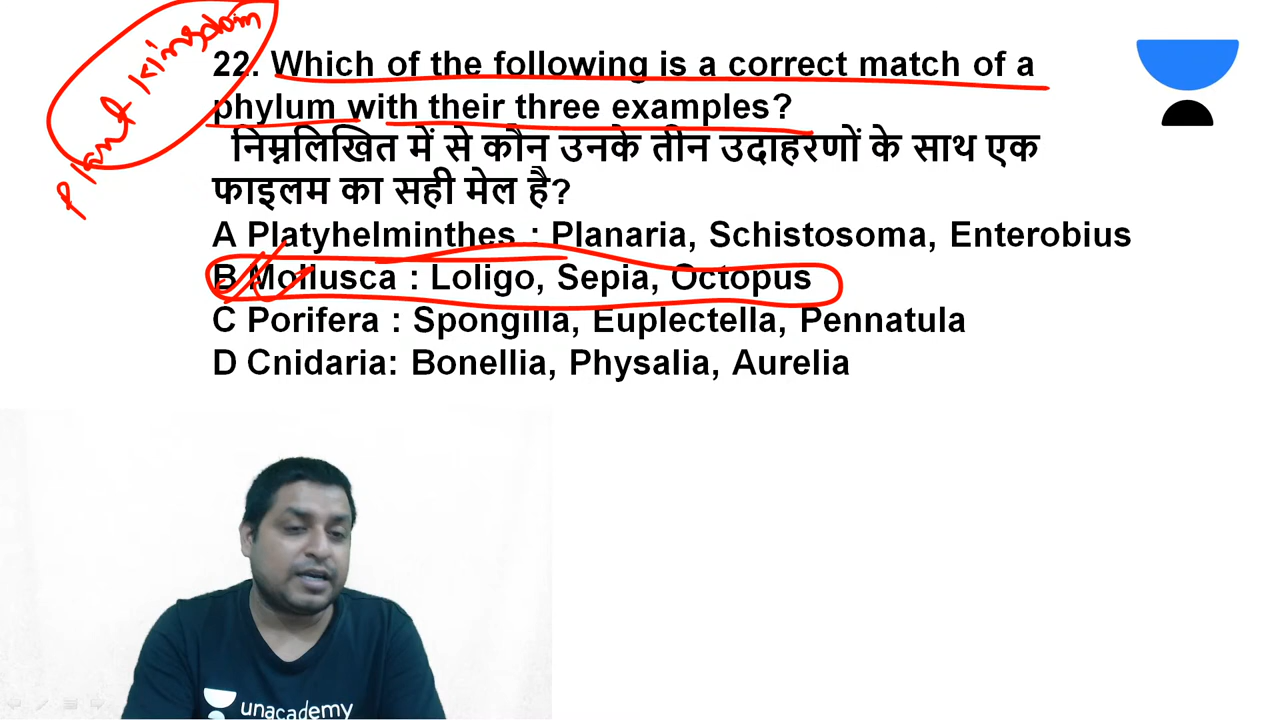 Plant Kingdom
22. Which of the following is a correct match of a
phylum with their three examples?
निम्नलिखित में से कौन उनके तीन उदाहरणों के साथ एक
फाइलम का सही मेल है?
A Platyhelminthes : Planaria, Schistosoma, Enterobius
B Mollusca : Loligo, Sepia, Octopus
C Porifera : Spongilla, Euplectella, Pennatula
D Cnidaria: Bonellia, Physalia, Aurelia
unacademy